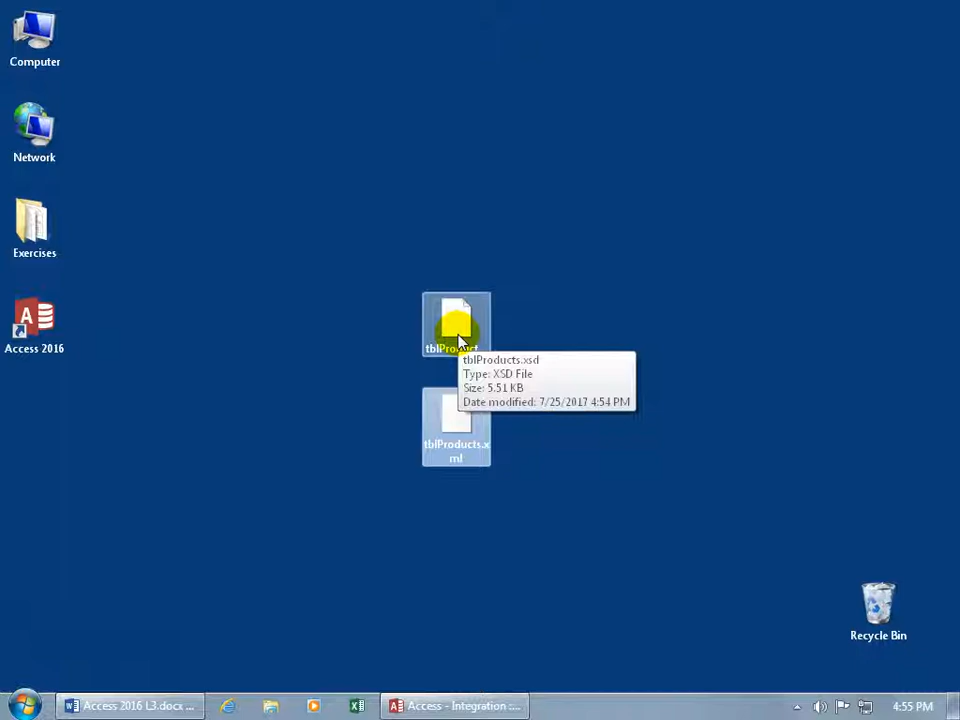 Computer
Network
Exercises
Access 2016
tblProduct
tblProducts.xsd
Type: XSD File
Size: 5.51 KB
Date modified: 7/25/2017 4:54 PM
tblProducts.x
ml
Recycle Bin
Access 2016 L3.docx ...
Access - Integration :...
4:55 PM